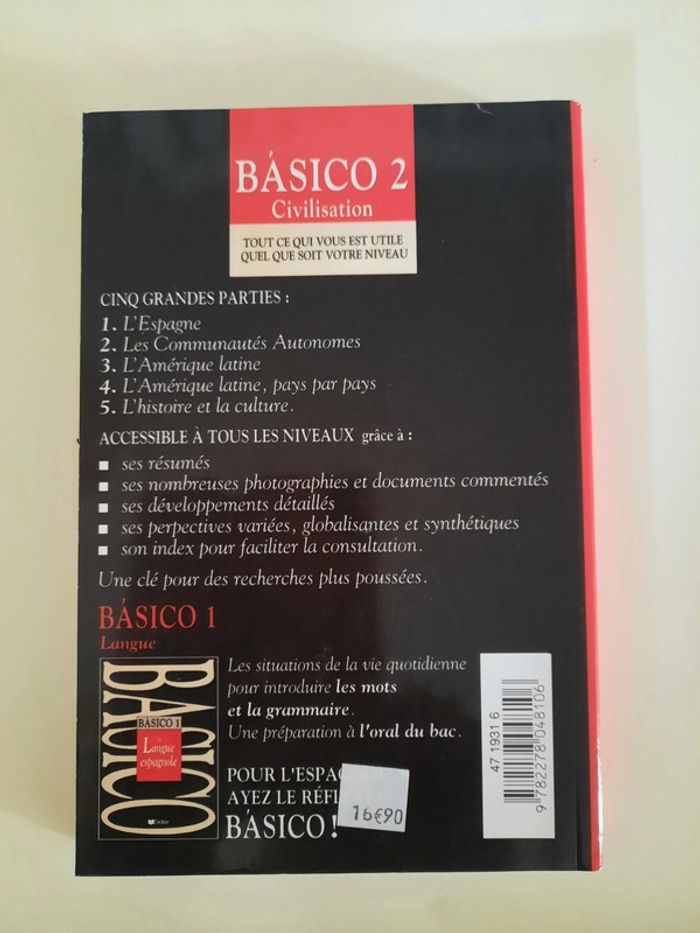 BÁSICO 2
Civilisation
TOUT CE QUI VOUS EST UTILE
QUEL QUE SOIT VOTRE NIVEAU
CINQ GRANDES PARTIES :
1. L'Espagne
2. Les Communautés Autonomes
3. L'Amérique latine
4. L'Amérique latine, pays par pays
5. L'histoire et la culture.
ACCESSIBLE À TOUS LES NIVEAUX grâce à :
■ ses résumés
■ ses nombreuses photographies et documents commentés
■ ses développements détaillés
■ ses perpectives variées, globalisantes et synthétiques
■ son index pour faciliter la consultation.
Une clé pour des recherches plus poussées.
BÁSICO 1
Langue
BÁSICO
BÁSICO 1
la
Langue
espagnole
Didier
Les situations de la vie quotidienne
pour introduire les mots
et la grammaire.
Une préparation à l'oral du bac.
POUR L'ESPAG
AYEZ LE RÉFL
BÁSICO !
16€90
47 1931 6
9 782278 048106